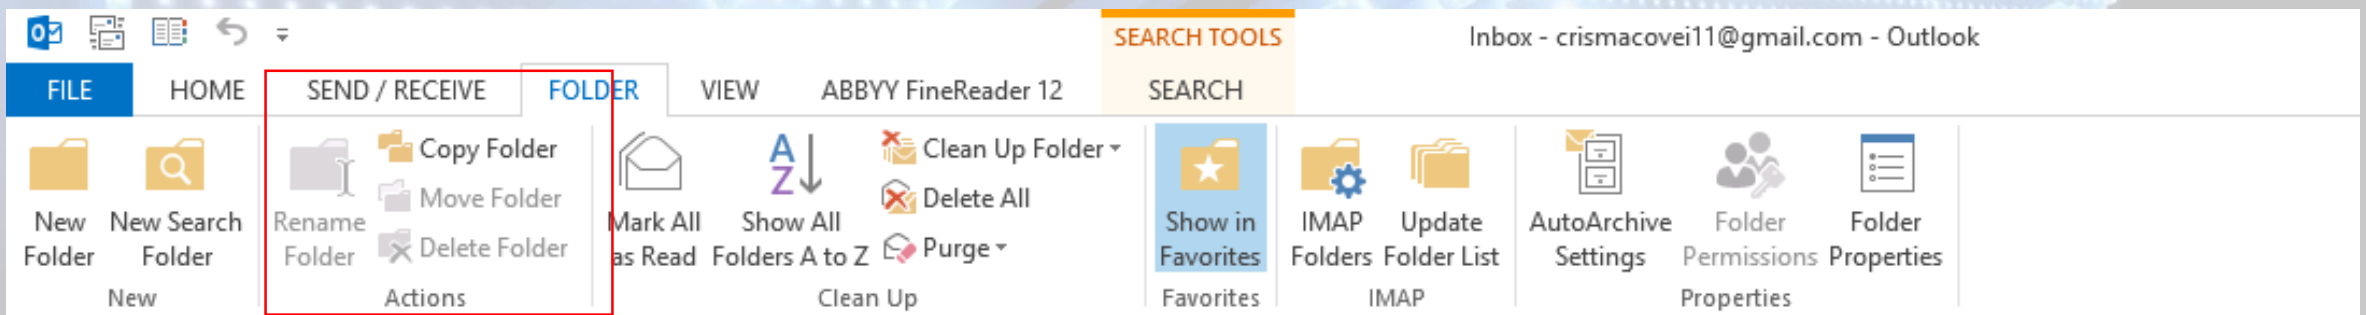 SEARCH TOOLS
Inbox - crismacovei11@gmail.com - Outlook
FILE HOME SEND / RECEIVE FOLDER VIEW ABBYY FineReader 12 SEARCH
New Folder
New Search Folder
New
Rename Folder
Copy Folder
Move Folder
Delete Folder
Actions
Mark All as Read
Show All Folders A to Z
Clean Up Folder
Delete All
Purge
Clean Up
Show in Favorites
Favorites
IMAP Folders
Update Folder List
IMAP
AutoArchive Settings
Folder Permissions
Folder Properties
Properties